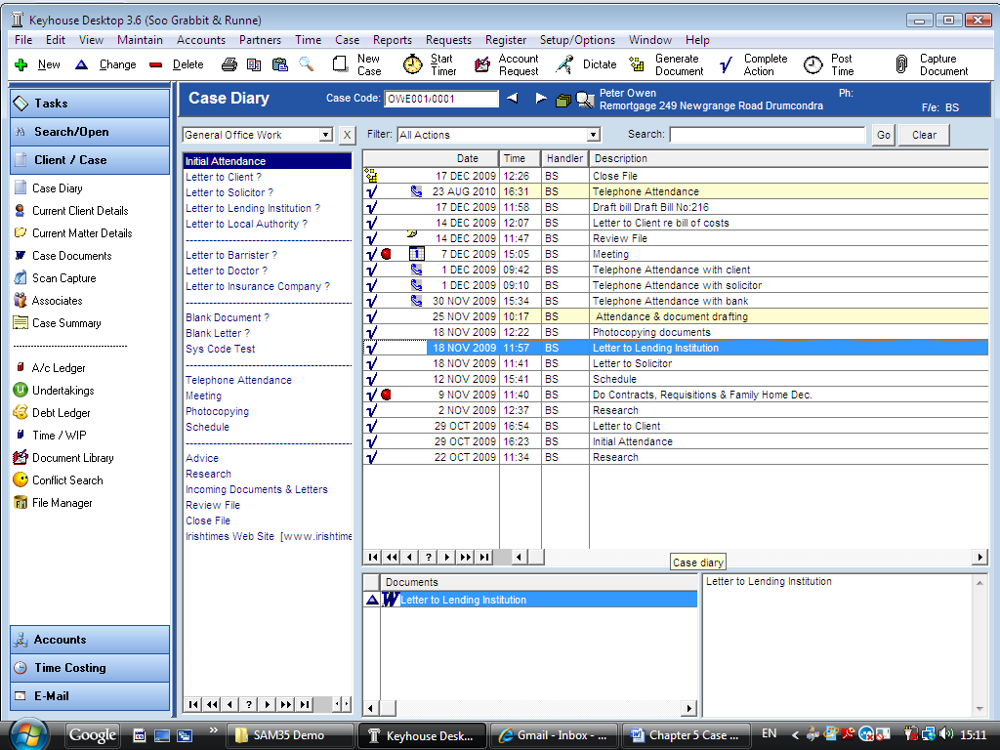 Keyhouse Desktop 3.6 (Soo Grabbit & Runne)
File Edit View Maintain Accounts Partners Time Case Reports Requests Register Setup/Options Window Help
New Change Delete New Case Start Timer Account Request Dictate Generate Document Complete Action Post Time Capture Document
Tasks
Search/Open
Client / Case
Case Diary
Current Client Details
Current Matter Details
Case Documents
Scan Capture
Associates
Case Summary
A/c Ledger
Undertakings
Debt Ledger
Time / WIP
Document Library
Conflict Search
File Manager
Accounts
Time Costing
E-Mail
Case Diary Case Code: OWE001/0001 Peter Owen Ph:
Remortgage 249 Newgrange Road Drumcondra F/e: BS
General Office Work X Filter: All Actions Search: Go Clear
Initial Attendance
Letter to Client ?
Letter to Solicitor ?
Letter to Lending Institution ?
Letter to Local Authority ?
Letter to Barrister ?
Letter to Doctor ?
Letter to Insurance Company ?
Blank Document ?
Blank Letter ?
Sys Code Test
Telephone Attendance
Meeting
Photocopying
Schedule
Advice
Research
Incoming Documents & Letters
Review File
Close File
Irishtimes Web Site [www.irishtime
Date Time Handler Description
17 DEC 2009 12:26 BS Close File
23 AUG 2010 16:31 BS Telephone Attendance
17 DEC 2009 11:58 BS Draft bill Draft Bill No:216
14 DEC 2009 12:07 BS Letter to Client re bill of costs
14 DEC 2009 11:47 BS Review File
7 DEC 2009 15:05 BS Meeting
1 DEC 2009 09:42 BS Telephone Attendance with client
1 DEC 2009 09:10 BS Telephone Attendance with solicitor
30 NOV 2009 15:34 BS Telephone Attendance with bank
25 NOV 2009 10:17 BS Attendance & document drafting
18 NOV 2009 12:22 BS Photocopying documents
18 NOV 2009 11:57 BS Letter to Lending Institution
18 NOV 2009 11:41 BS Letter to Solicitor
12 NOV 2009 15:41 BS Schedule
9 NOV 2009 11:40 BS Do Contracts, Requisitions & Family Home Dec.
2 NOV 2009 12:37 BS Research
29 OCT 2009 16:54 BS Letter to Client
29 OCT 2009 16:23 BS Initial Attendance
22 OCT 2009 11:34 BS Research
Case diary
Documents
Letter to Lending Institution
Letter to Lending Institution
Google SAM35 Demo Keyhouse Desk... Gmail - Inbox - ... Chapter 5 Case ... EN 15:11